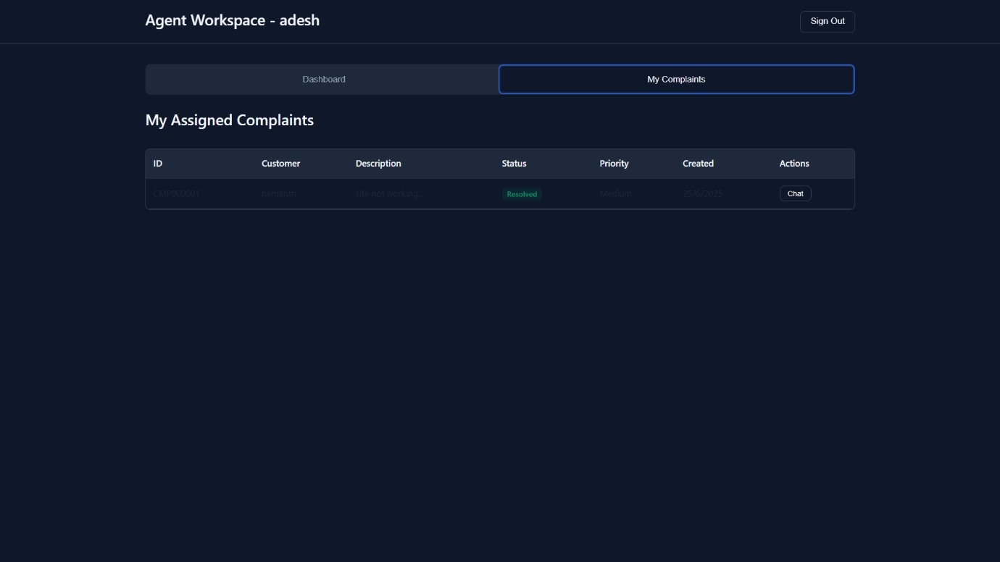 Agent Workspace - adesh
Sign Out
Dashboard
My Complaints
My Assigned Complaints
ID Customer Description Status Priority Created Actions
CMP000001 hemanth site not working... Resolved Medium 25/6/2025 Chat